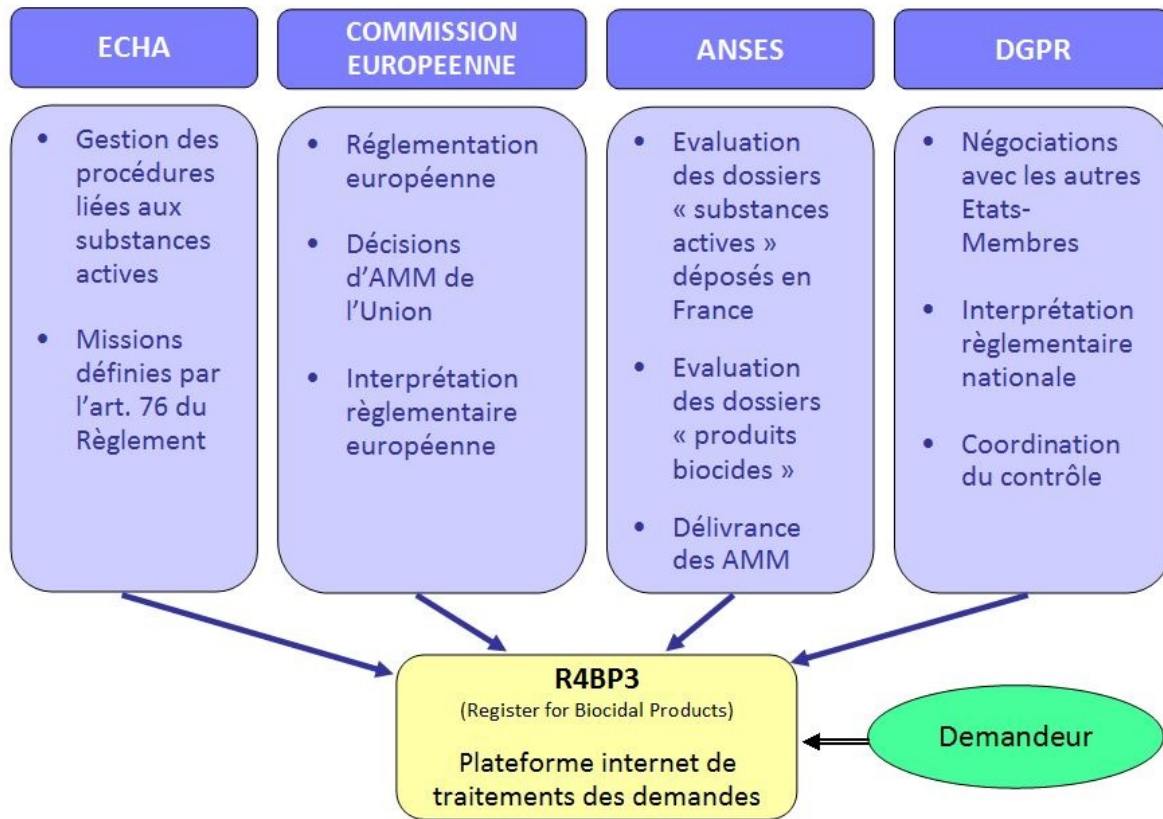 ECHA
• Gestion des
procédures
liées aux
substances
actives
• Missions
définies par
l'art. 76 du
Règlement
COMMISSION
EUROPEENNE
• Réglementation
européenne
• Décisions
d'AMM de
l'Union
• Interprétation
règlementaire
européenne
ANSES
• Evaluation
des dossiers
« substances
actives »
déposés en
France
• Evaluation
des dossiers
« produits
biocides »
• Délivrance
des AMM
DGPR
• Négociations
avec les autres
Etats-
Membres
• Interprétation
règlementaire
nationale
• Coordination
du contrôle
R4BP3
(Register for Biocidal Products)
Plateforme internet de
traitements des demandes
Demandeur